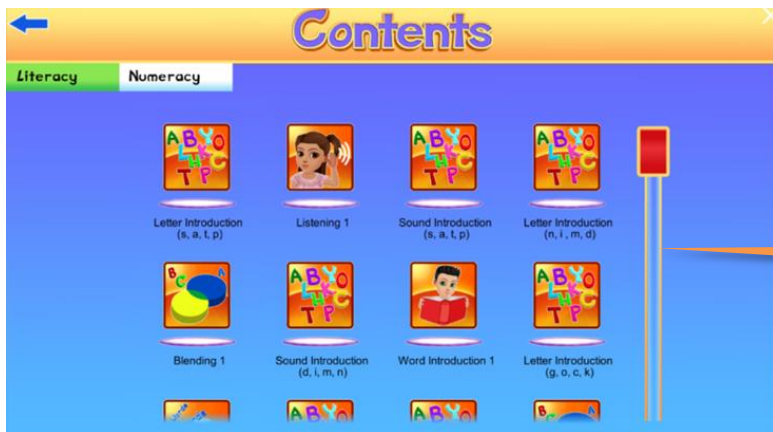 Contents
Literacy Numeracy
Letter Introduction
(s, a, t, p)
Listening 1
Sound Introduction
(s, a, t, p)
Letter Introduction
(n, i , m, d)
Blending 1
Sound Introduction
(d, i, m, n)
Word Introduction 1
Letter Introduction
(g, o, c, k)